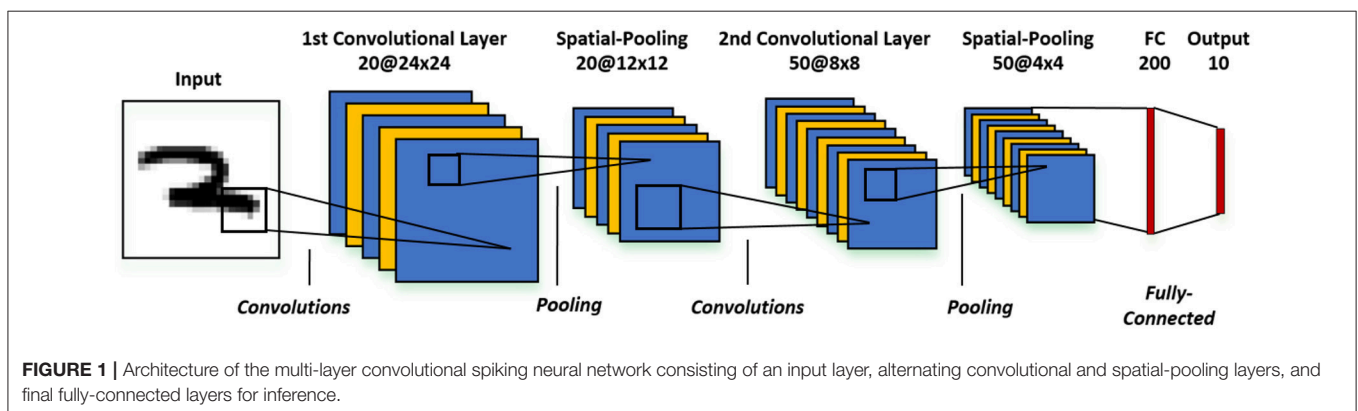 Input
1st Convolutional Layer
20@24x24
Spatial-Pooling
20@12x12
2nd Convolutional Layer
50@8x8
Spatial-Pooling
50@4x4
FC
200
Output
10
Convolutions
Pooling
Convolutions
Pooling
Fully-
Connected
FIGURE 1 | Architecture of the multi-layer convolutional spiking neural network consisting of an input layer, alternating convolutional and spatial-pooling layers, and
final fully-connected layers for inference.